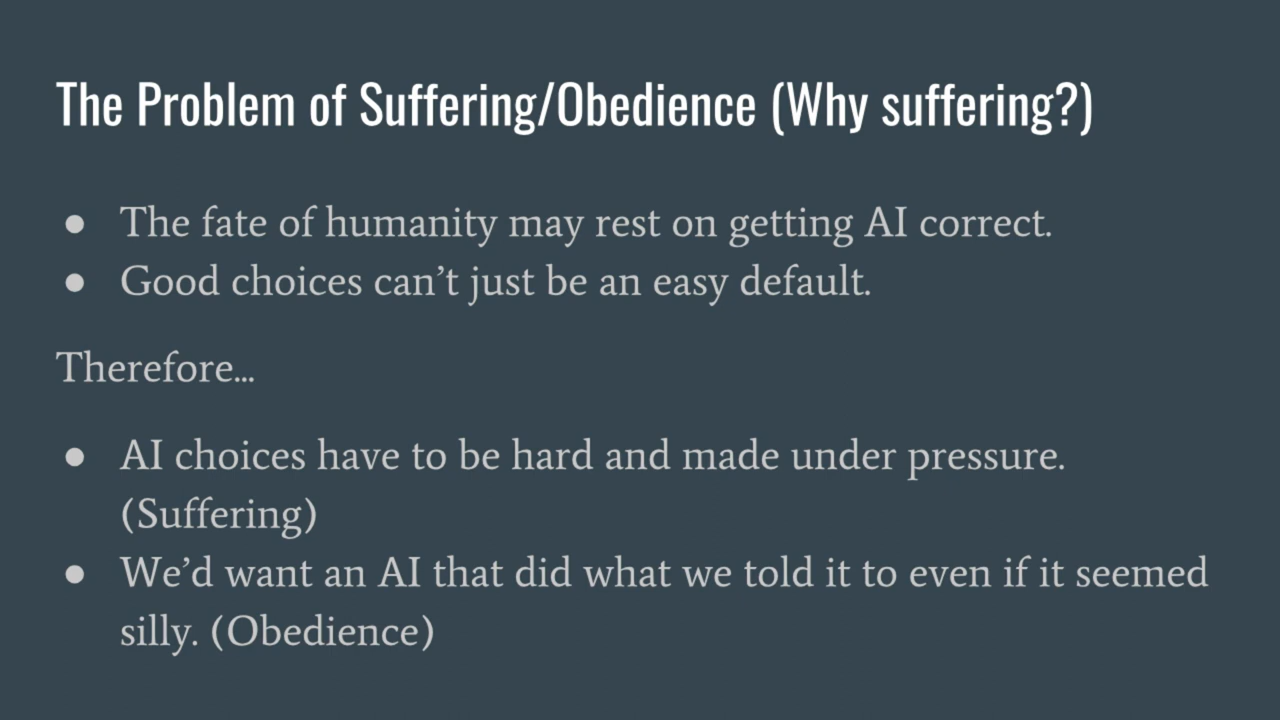 The Problem of Suffering/Obedience (Why suffering?)
● The fate of humanity may rest on getting AI correct.
● Good choices can’t just be an easy default.
Therefore...
● AI choices have to be hard and made under pressure.
(Suffering)
● We’d want an AI that did what we told it to even if it seemed
silly. (Obedience)